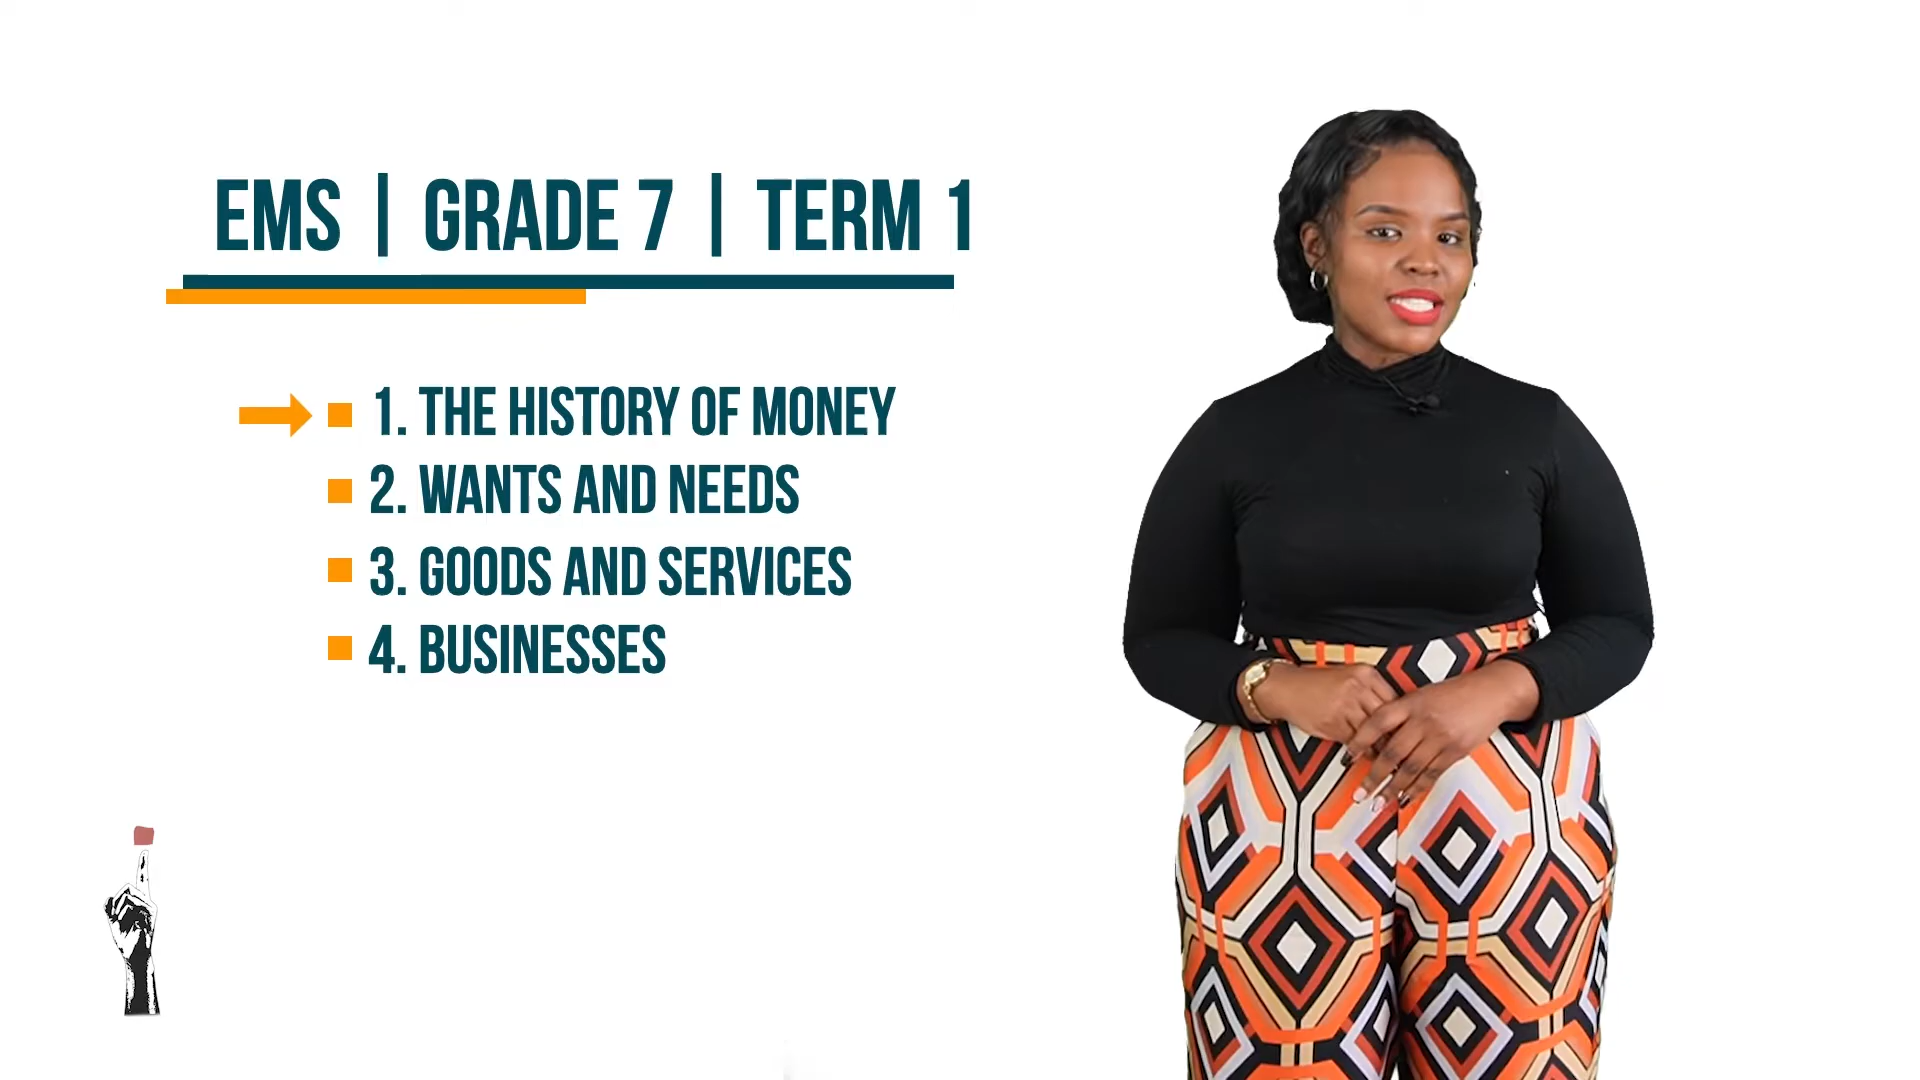 EMS | GRADE 7 | TERM 1
1. THE HISTORY OF MONEY
2. WANTS AND NEEDS
3. GOODS AND SERVICES
4. BUSINESSES